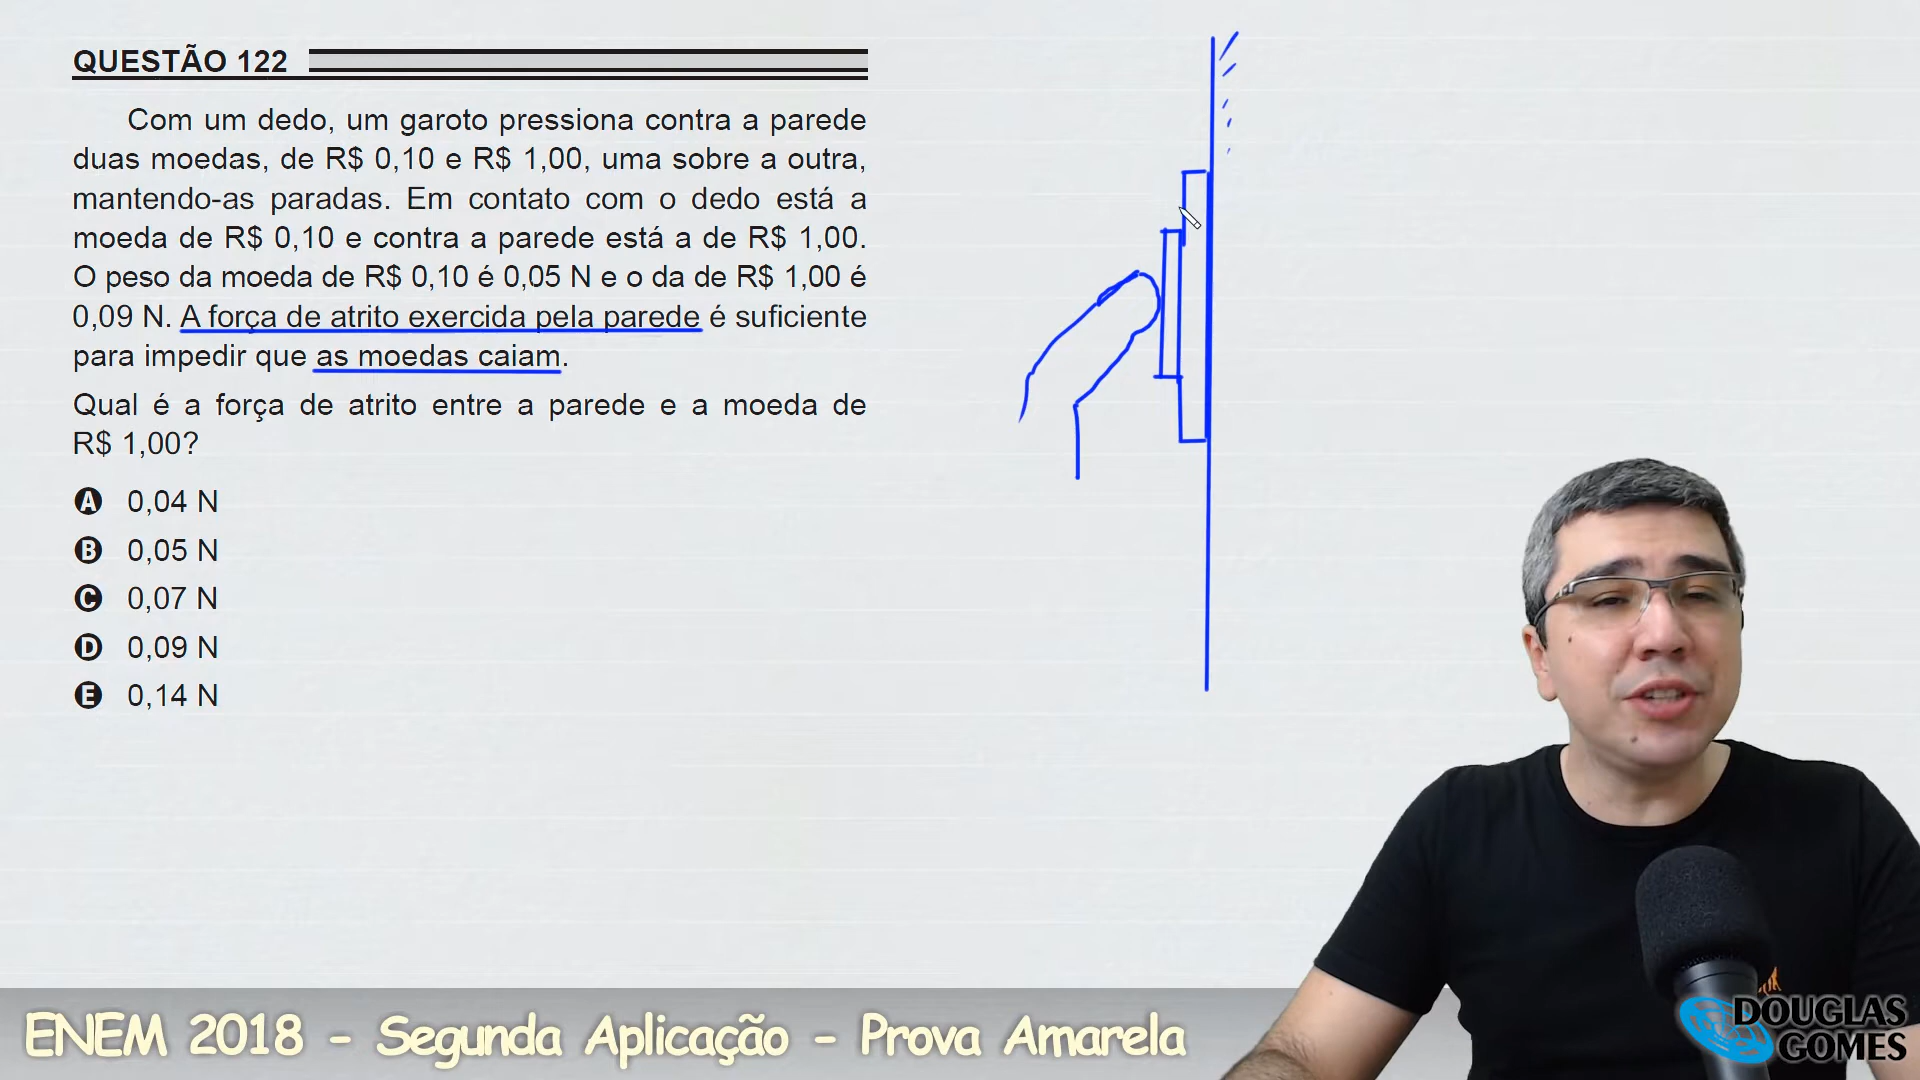 QUESTÃO 122
Com um dedo, um garoto pressiona contra a parede
duas moedas, de R$ 0,10 e R$ 1,00, uma sobre a outra,
mantendo-as paradas. Em contato com o dedo está a
moeda de R$ 0,10 e contra a parede está a de R$ 1,00.
O peso da moeda de R$ 0,10 é 0,05 N e o da de R$ 1,00 é
0,09 N. A força de atrito exercida pela parede é suficiente
para impedir que as moedas caiam.
Qual é a força de atrito entre a parede e a moeda de
R$ 1,00?
A 0,04 N
B 0,05 N
C 0,07 N
D 0,09 N
E 0,14 N
ENEM 2018 - Segunda Aplicação - Prova Amarela
DOUGLAS
GOMES